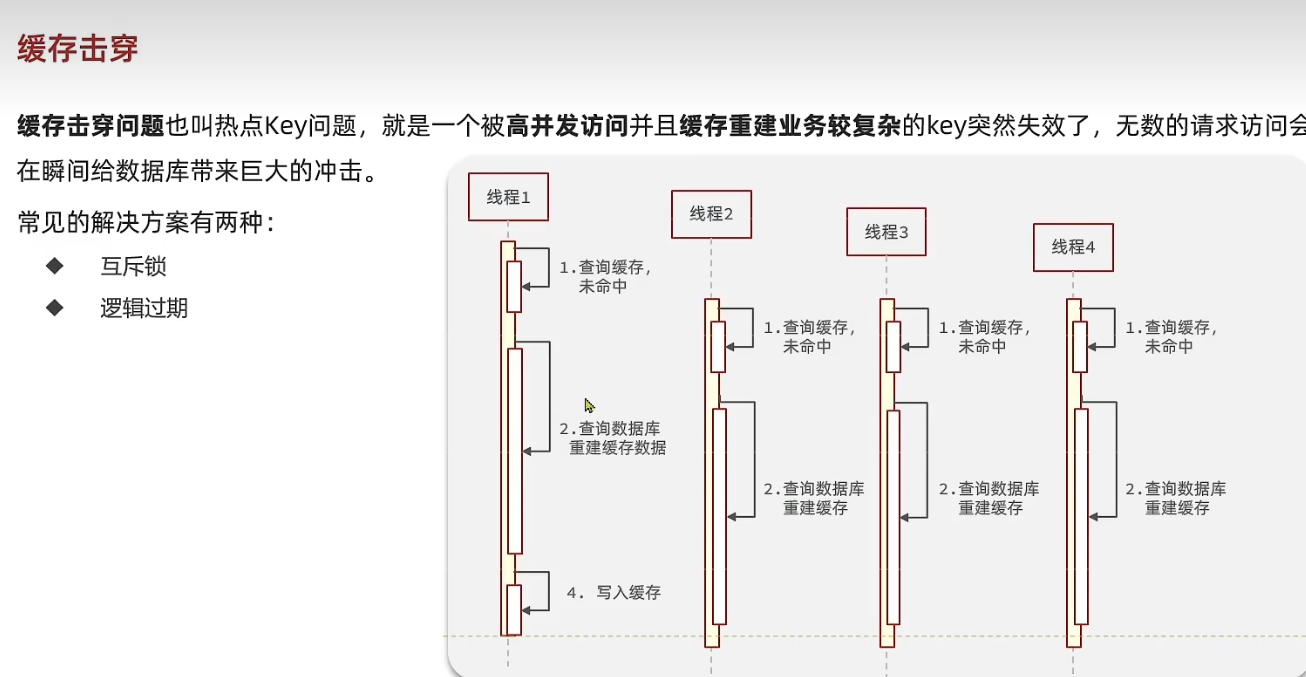 缓存击穿
缓存击穿问题也叫热点Key问题，就是一个被高并发访问并且缓存重建业务较复杂的key突然失效了，无数的请求访问会
在瞬间给数据库带来巨大的冲击。
常见的解决方案有两种：
◆ 互斥锁
◆ 逻辑过期
线程1
1.查询缓存，
未命中
2.查询数据库
重建缓存数据
4. 写入缓存
线程2
1.查询缓存，
未命中
2.查询数据库
重建缓存
线程3
1.查询缓存，
未命中
2.查询数据库
重建缓存
线程4
1.查询缓存，
未命中
2.查询数据库
重建缓存